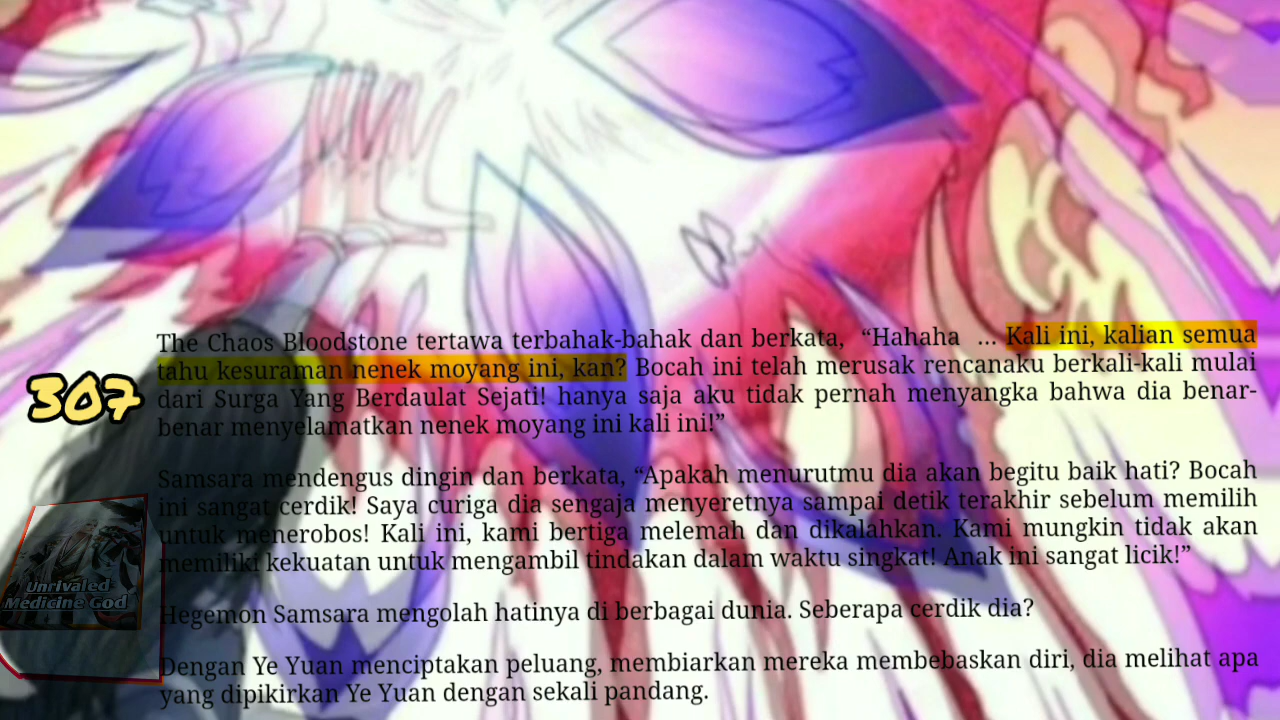 The Chaos Bloodstone tertawa terbahak-bahak dan berkata, “Hahaha ... Kali ini, kalian semua
tahu kesuraman nenek moyang ini, kan? Bocah ini telah merusak rencanaku berkali-kali mulai
dari Surga Yang Berdaulat Sejati! hanya saja aku tidak pernah menyangka bahwa dia benar-
benar menyelamatkan nenek moyang ini kali ini!”
307
Samsara mendengus dingin dan berkata, “Apakah menurutmu dia akan begitu baik hati? Bocah
ini sangat cerdik! Saya curiga dia sengaja menyeretnya sampai detik terakhir sebelum memilih
untuk menerobos! Kali ini, kami bertiga melemah dan dikalahkan. Kami mungkin tidak akan
memiliki kekuatan untuk mengambil tindakan dalam waktu singkat! Anak ini sangat licik!”
Unrivaled
Medicine God
Hegemon Samsara mengolah hatinya di berbagai dunia. Seberapa cerdik dia?
Dengan Ye Yuan menciptakan peluang, membiarkan mereka membebaskan diri, dia melihat apa
yang dipikirkan Ye Yuan dengan sekali pandang.